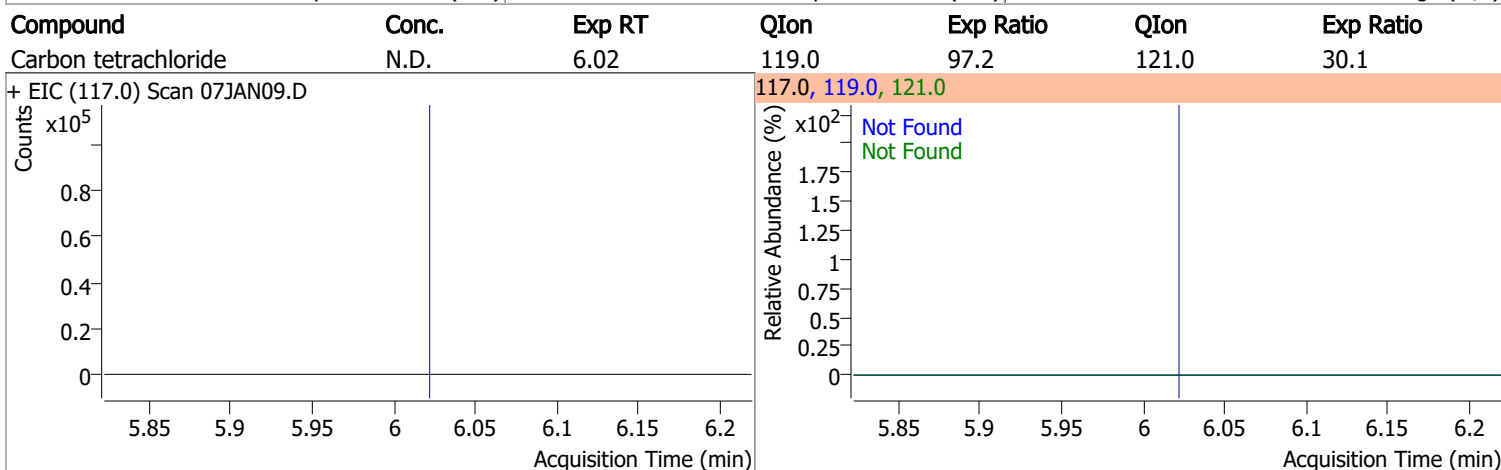 Compound Conc. Exp RT QIon Exp Ratio QIon Exp Ratio
Carbon tetrachloride N.D. 6.02 119.0 97.2 121.0 30.1
+ EIC (117.0) Scan 07JAN09.D
Counts
x10⁵
0.8
0.6
0.4
0.2
0
5.85 5.9 5.95 6 6.05 6.1 6.15 6.2
Acquisition Time (min)
117.0, 119.0, 121.0
Relative Abundance (%)
x10²
Not Found
Not Found
1.75
1.5
1.25
1
0.75
0.5
0.25
0
5.85 5.9 5.95 6 6.05 6.1 6.15 6.2
Acquisition Time (min)